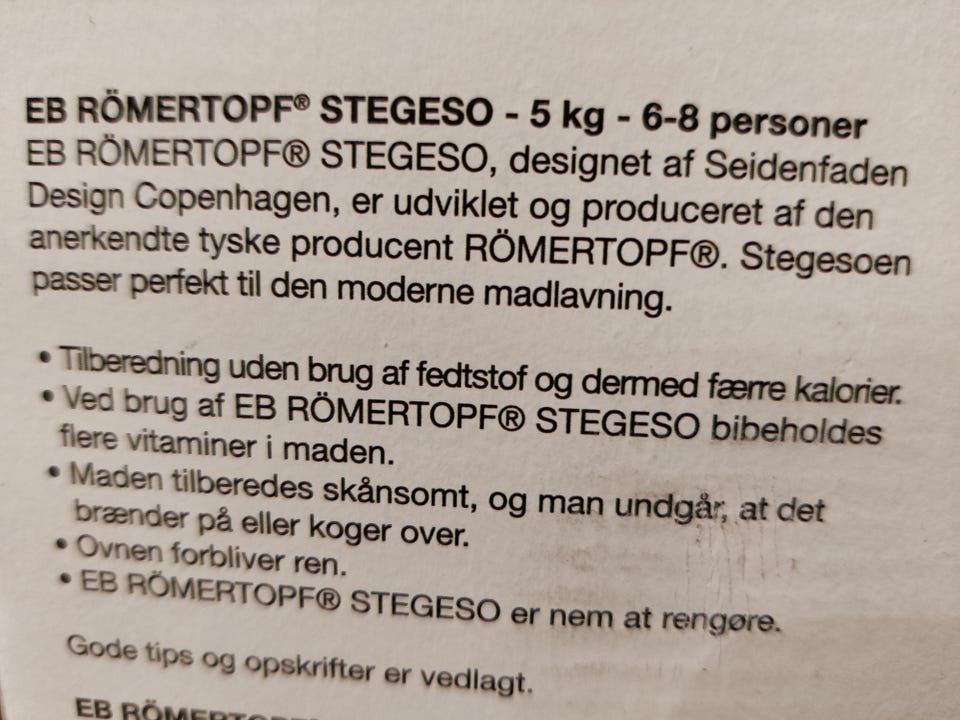 EB RÖMERTOPF® STEGESO - 5 kg - 6-8 personer
EB RÖMERTOPF® STEGESO, designet af Seidenfaden
Design Copenhagen, er udviklet og produceret af den
anerkendte tyske producent RÖMERTOPF®. Stegesoen
passer perfekt til den moderne madlavning.
• Tilberedning uden brug af fedtstof og dermed færre kalorier.
• Ved brug af EB RÖMERTOPF® STEGESO bibeholdes
flere vitaminer i maden.
• Maden tilberedes skånsomt, og man undgår, at det
brænder på eller koger over.
• Ovnen forbliver ren.
• EB RÖMERTOPF® STEGESO er nem at rengøre.
Gode tips og opskrifter er vedlagt.
EB